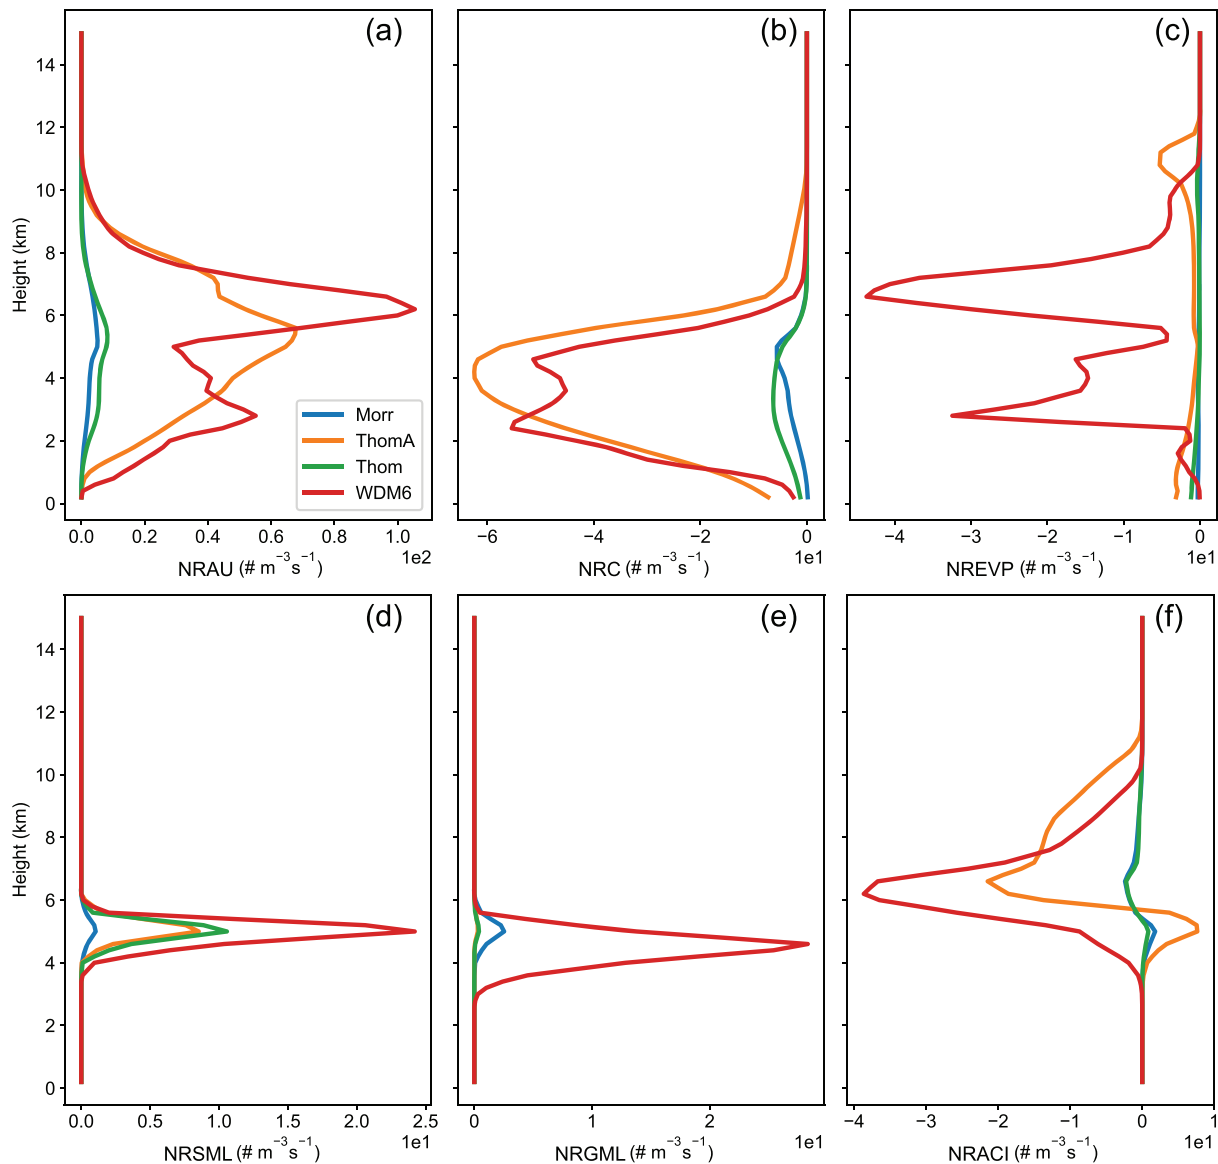 (a)
(b)
(c)
14
12
10
8
6
4
2
0
Height (km)
Morr
ThomA
Thom
WDM6
0.0 0.2 0.4 0.6 0.8 1.0
1e2
NRAU (# m⁻³s⁻¹)
−6 −4 −2 0
1e1
NRC (# m⁻³s⁻¹)
−4 −3 −2 −1 0
1e1
NREVP (# m⁻³s⁻¹)
(d)
(e)
(f)
14
12
10
8
6
4
2
0
Height (km)
0.0 0.5 1.0 1.5 2.0 2.5
1e1
NRSML (# m⁻³s⁻¹)
0 1 2
1e1
NRGML (# m⁻³s⁻¹)
−4 −3 −2 −1 0 1
1e1
NRACI (# m⁻³s⁻¹)